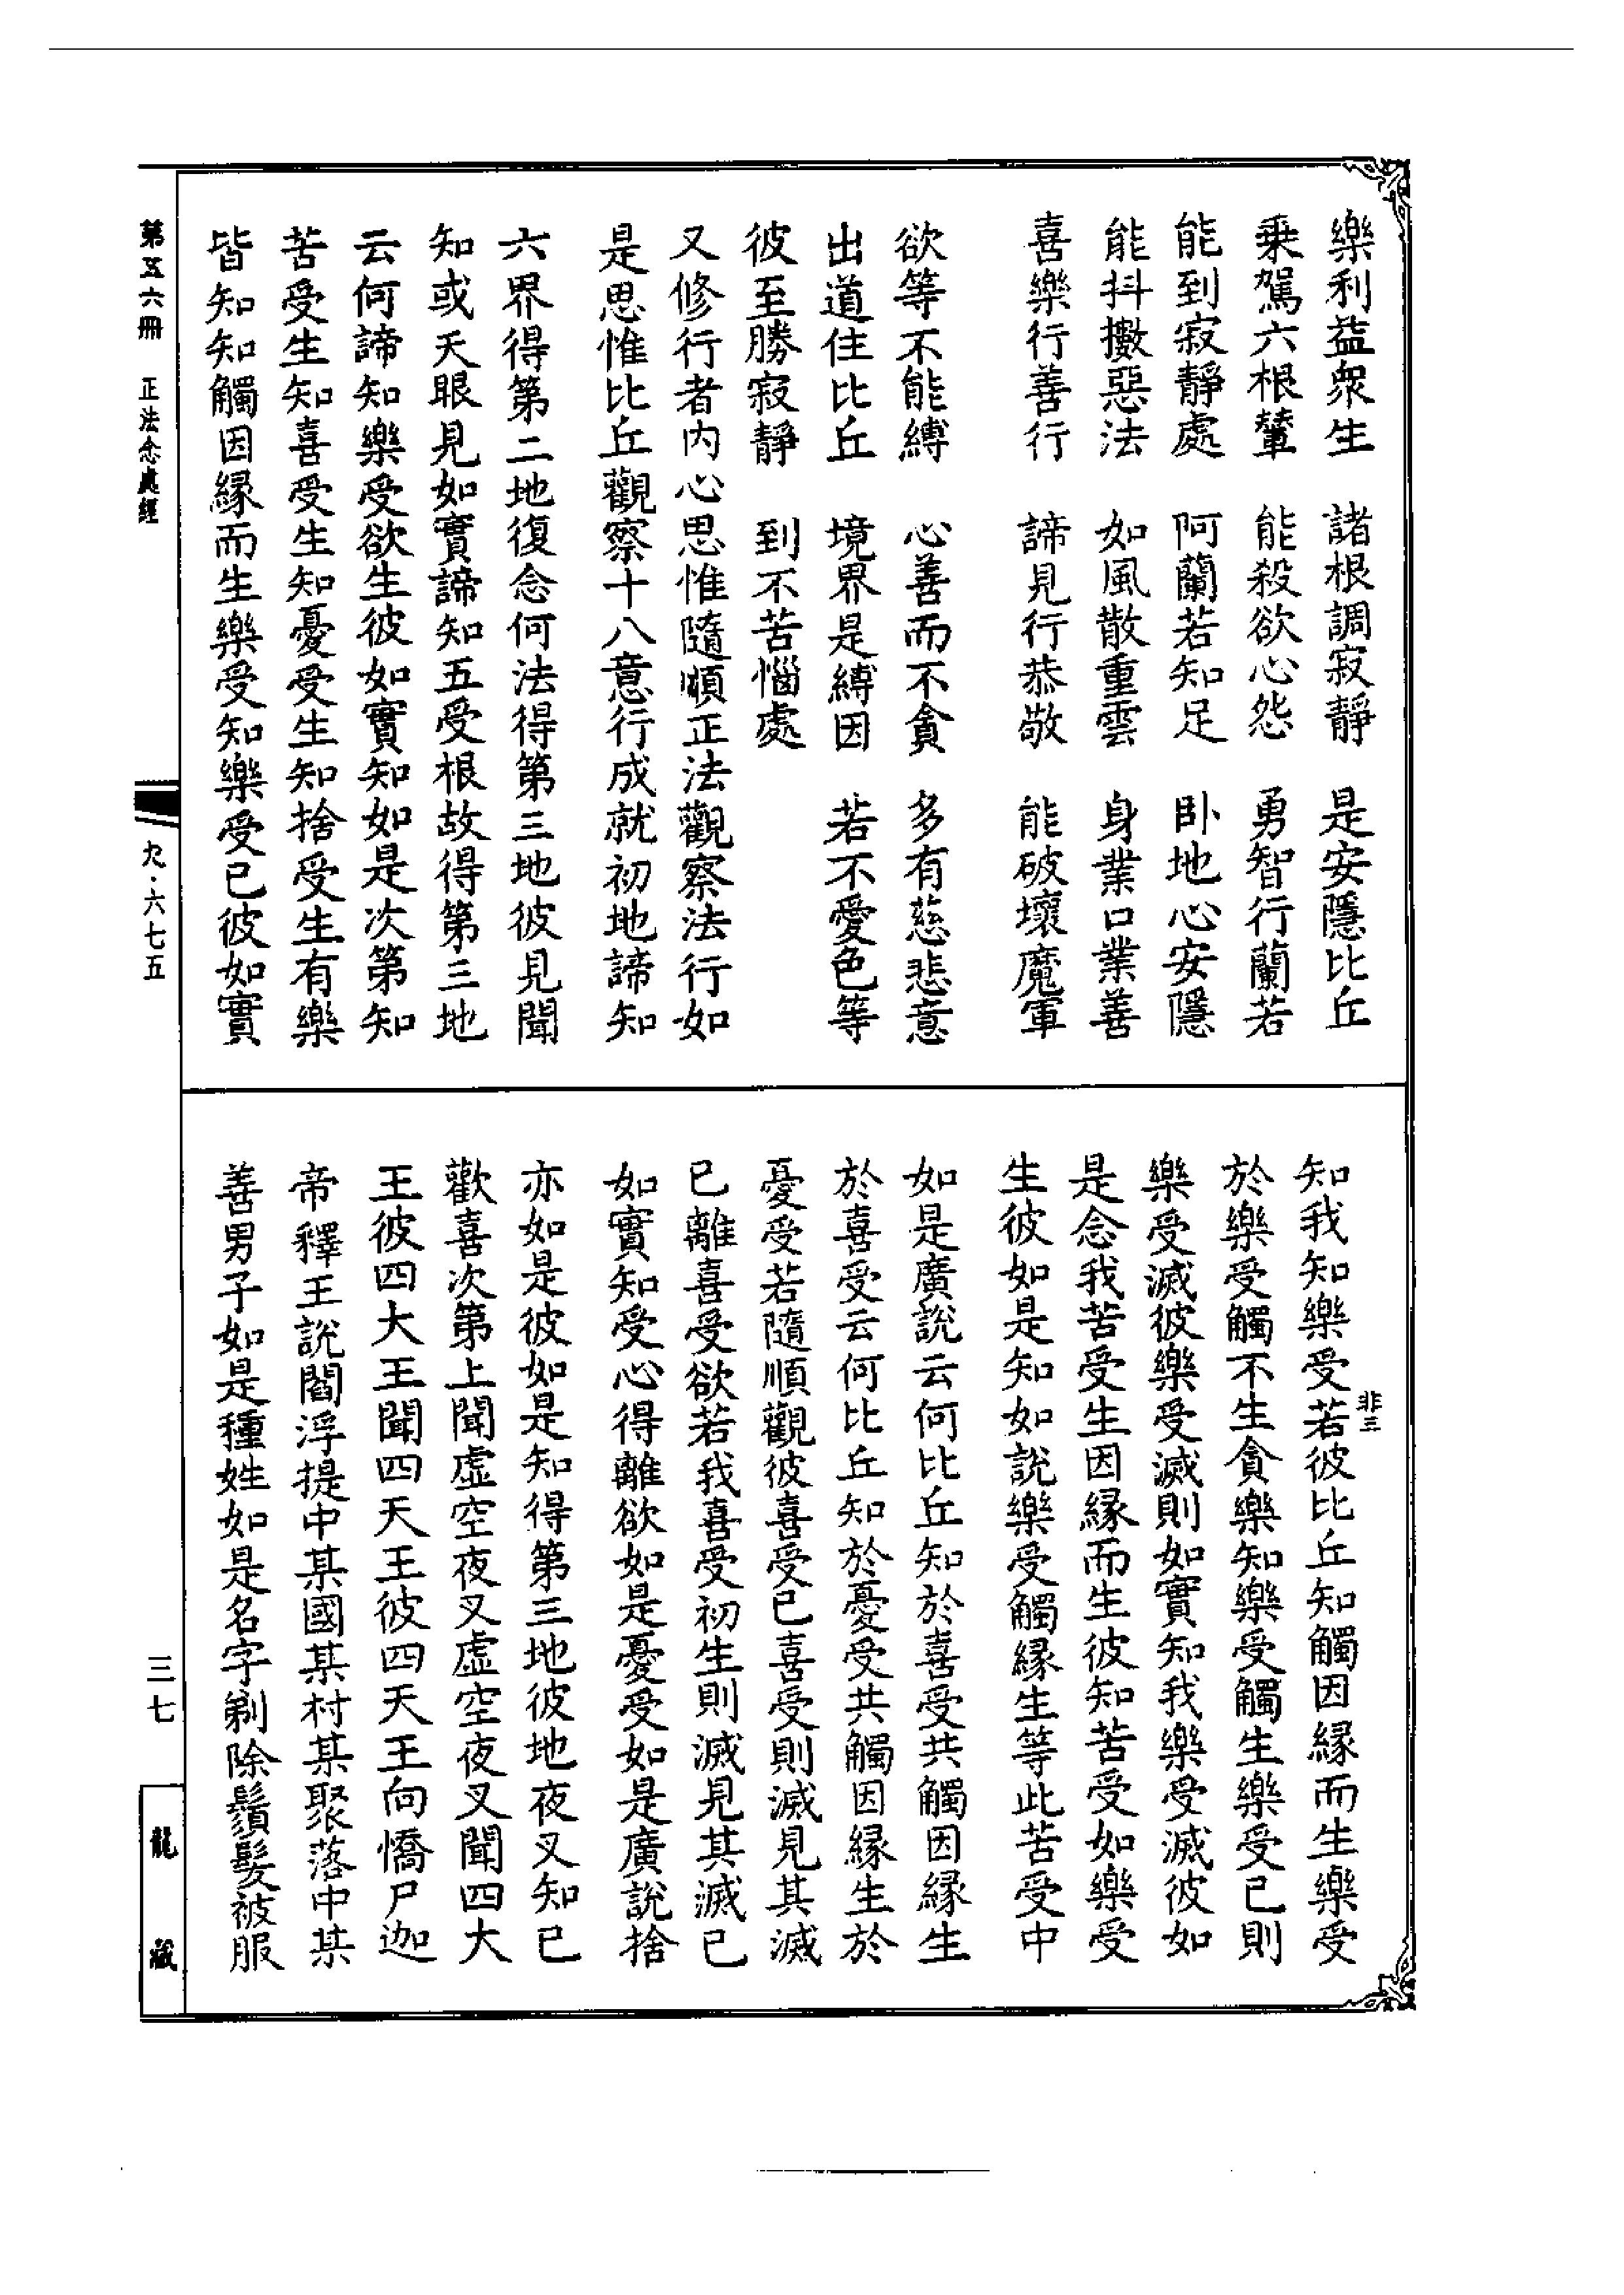 樂利益眾生　諸根調寂靜　是安隱比丘
乘駕六根輦　能殺欲心怨　勇智行蘭若
能到寂靜處　阿蘭若知足　卧地心安隱
能抖擻惡法　如風散重雲　身業口業善
喜樂行善行　諦見行恭敬　能破壞魔軍
欲等不能縛　心善而不貪　多有慈悲意
出道住比丘　境界是縛因　若不愛色等
彼至勝寂靜　到不苦惱處
又修行者內心思惟隨順正法觀察法行如
是思惟比丘觀察十八意行成就初地諦知
六界得第二地復念何法得第三地彼見聞
知或天眼見如實諦知五受根故得第三地
云何諦知樂受欲生彼如實知如是次第知
苦受生知喜受生知憂受生知捨受生有樂
皆知知觸因緣而生樂受知樂受已彼如實
知我知樂受若彼比丘知觸因緣而生樂受
於樂受觸不生貪樂知樂受觸生樂受已則
樂受滅彼樂受滅則如實知我樂受滅彼如
是念我苦受生因緣而生彼知苦受如樂受
生彼如是知如說樂受觸緣生等此苦受中
如是廣說云何比丘知於喜受共觸因緣生
於喜受云何比丘知於憂受共觸因緣生於
憂受若隨順觀彼喜受已喜受則滅見其滅
已離喜受欲若我喜受初生則滅見其滅已
如實知受心得離欲如是憂受如是廣說捨
亦如是彼如是知得第三地彼地夜叉知已
歡喜次第上聞虛空夜叉虛空夜叉聞四大
王彼四大王聞四天王彼四天王向憍尸迦
帝釋王說閻浮提中某國某村某聚落中某
善男子如是種姓如是名字剃除鬚髮被服
非三
第五六冊　正法念處經
九·六七五
三七
龍藏